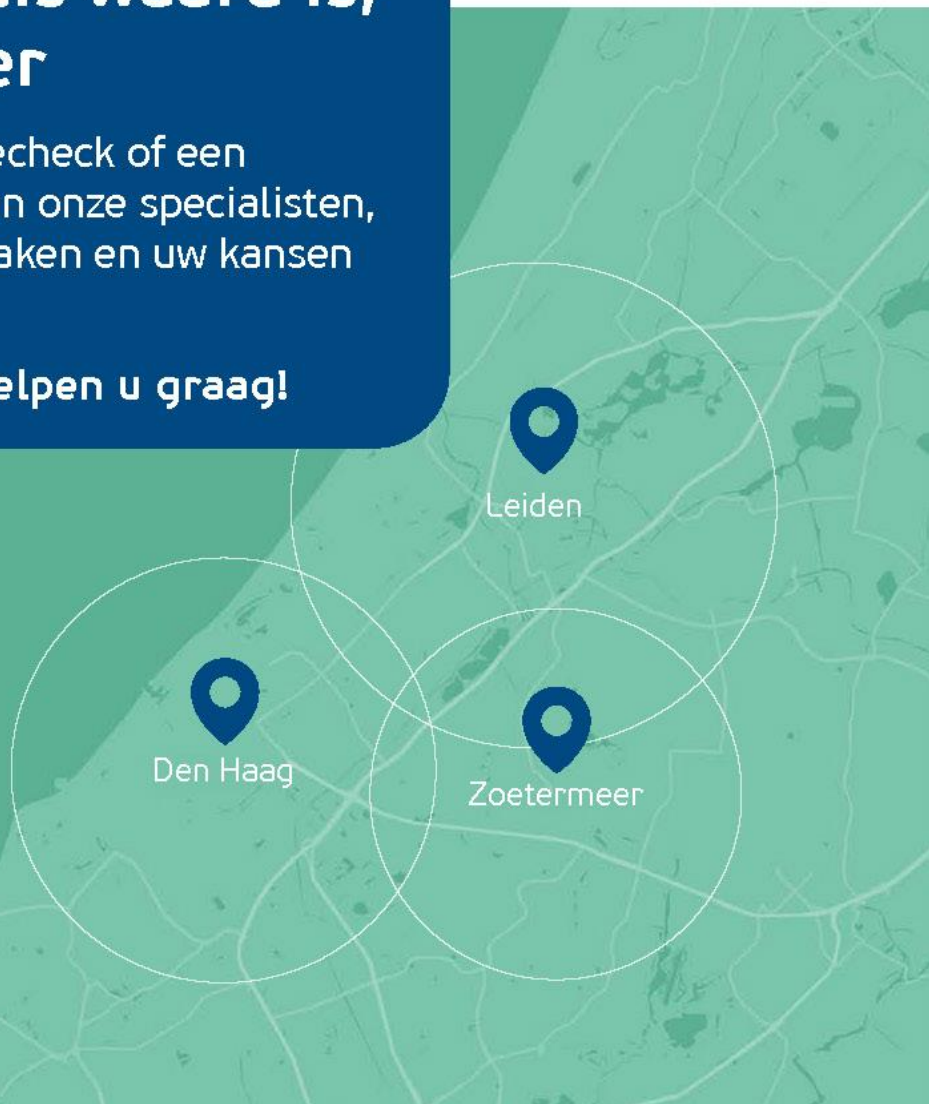 er
echeck of een
n onze specialisten,
aken en uw kansen
elpen u graag!
Leiden
Den Haag
Zoetermeer